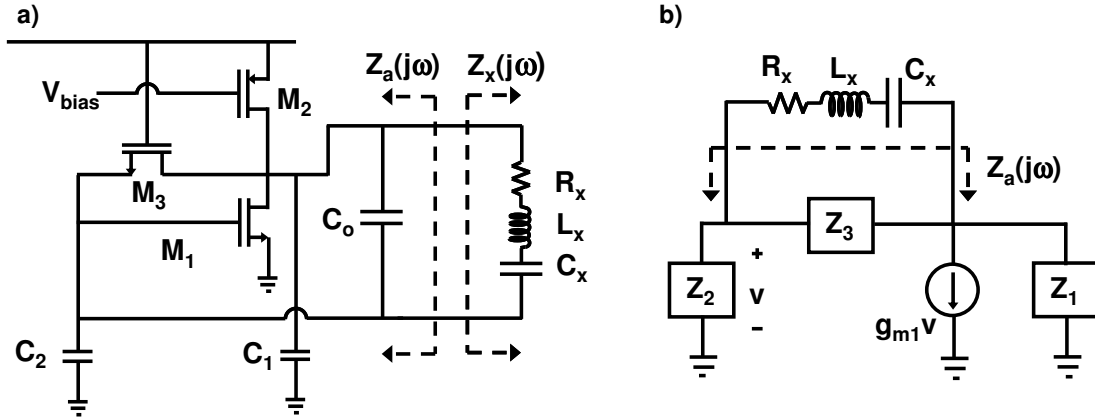 a)
V_bias
M_2
M_3
M_1
C_2
C_1
C_o
Z_a(jω)
Z_x(jω)
R_x
L_x
C_x
b)
R_x
L_x
C_x
Z_a(jω)
Z_3
Z_2
+
v
−
g_m1v
Z_1